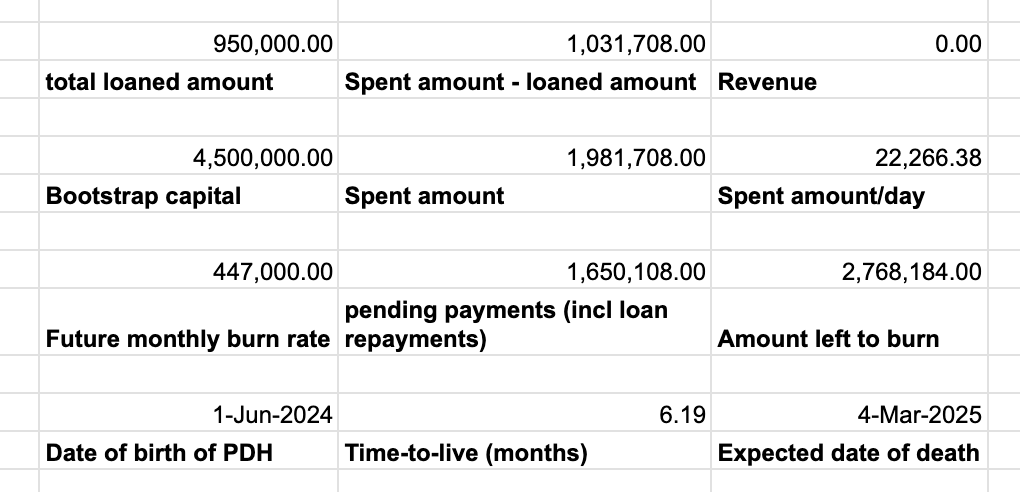 950,000.00 1,031,708.00 0.00
total loaned amount Spent amount - loaned amount Revenue
4,500,000.00 1,981,708.00 22,266.38
Bootstrap capital Spent amount Spent amount/day
447,000.00 1,650,108.00 2,768,184.00
pending payments (incl loan
Future monthly burn rate repayments) Amount left to burn
1-Jun-2024 6.19 4-Mar-2025
Date of birth of PDH Time-to-live (months) Expected date of death